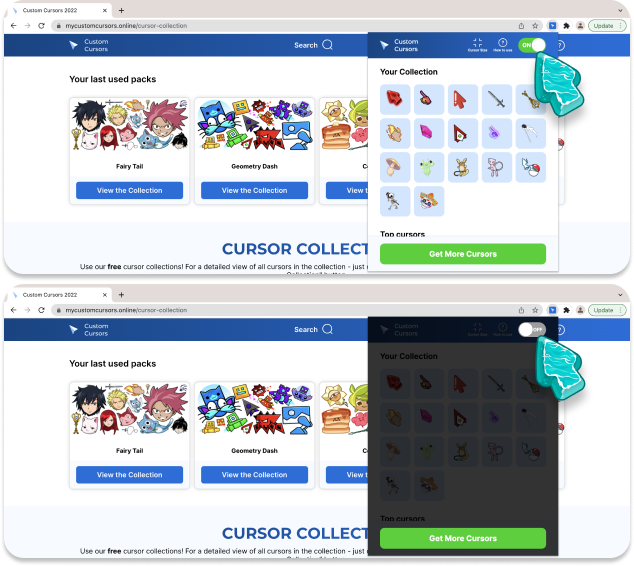 Custom Cursors 2022
mycustomcursors.online/cursor-collection
Update
Custom
Cursors
Search
Custom
Cursors
Cursor Size
How to use
ON
Your last used packs
Your Collection
Fairy Tail
Geometry Dash
View the Collection
View the Collection
View t
Top cursors
Get More Cursors
CURSOR COLLECT
Use our free cursor collections! For a detailed view of all cursors in the collection - just
Custom Cursors 2022
mycustomcursors.online/cursor-collection
Update
Custom
Cursors
Search
Custom
Cursors
OFF
Your last used packs
Your Collection
Fairy Tail
Geometry Dash
View the Collection
View the Collection
View t
Top cursors
Get More Cursors
CURSOR COLLECT
Use our free cursor collections! For a detailed view of all cursors in the collection - just